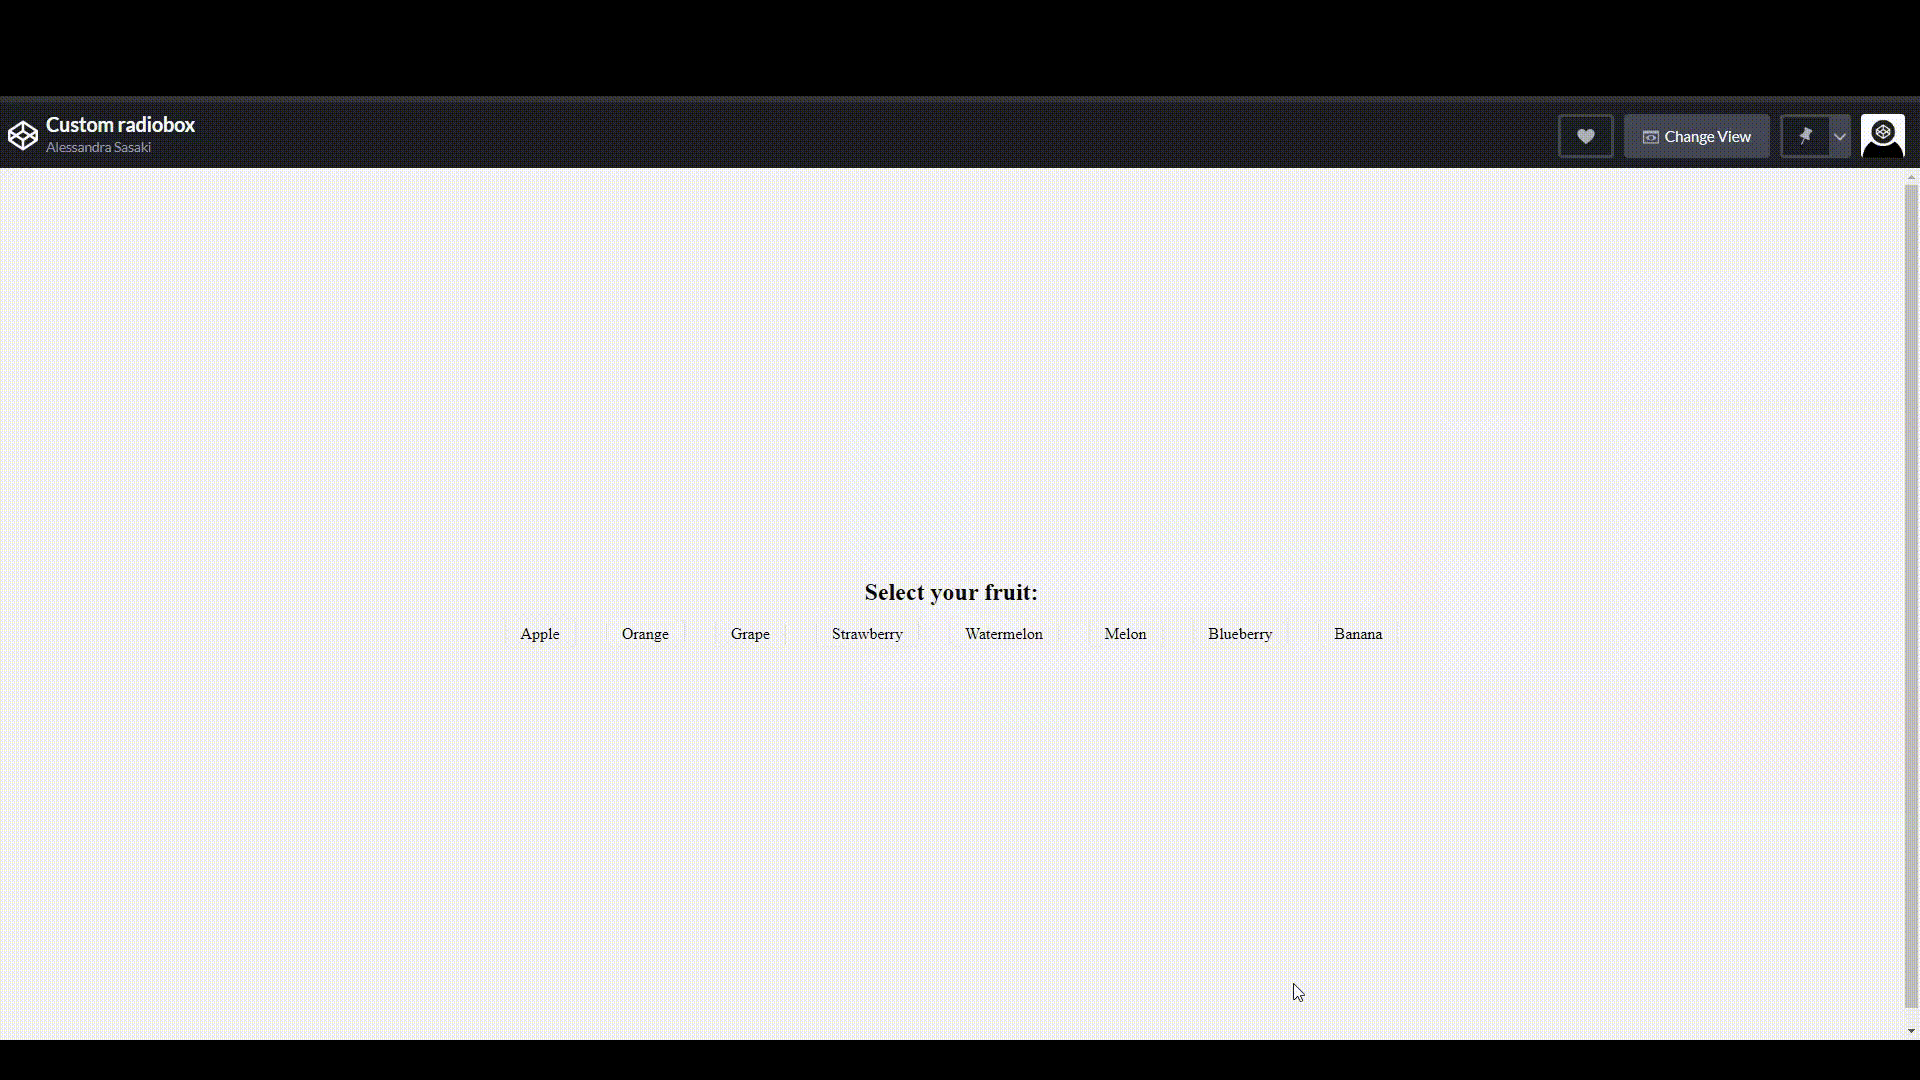 Custom radiobox
Alessandra Sasaki
Change View
Select your fruit:
Apple Orange Grape Strawberry Watermelon Melon Blueberry Banana